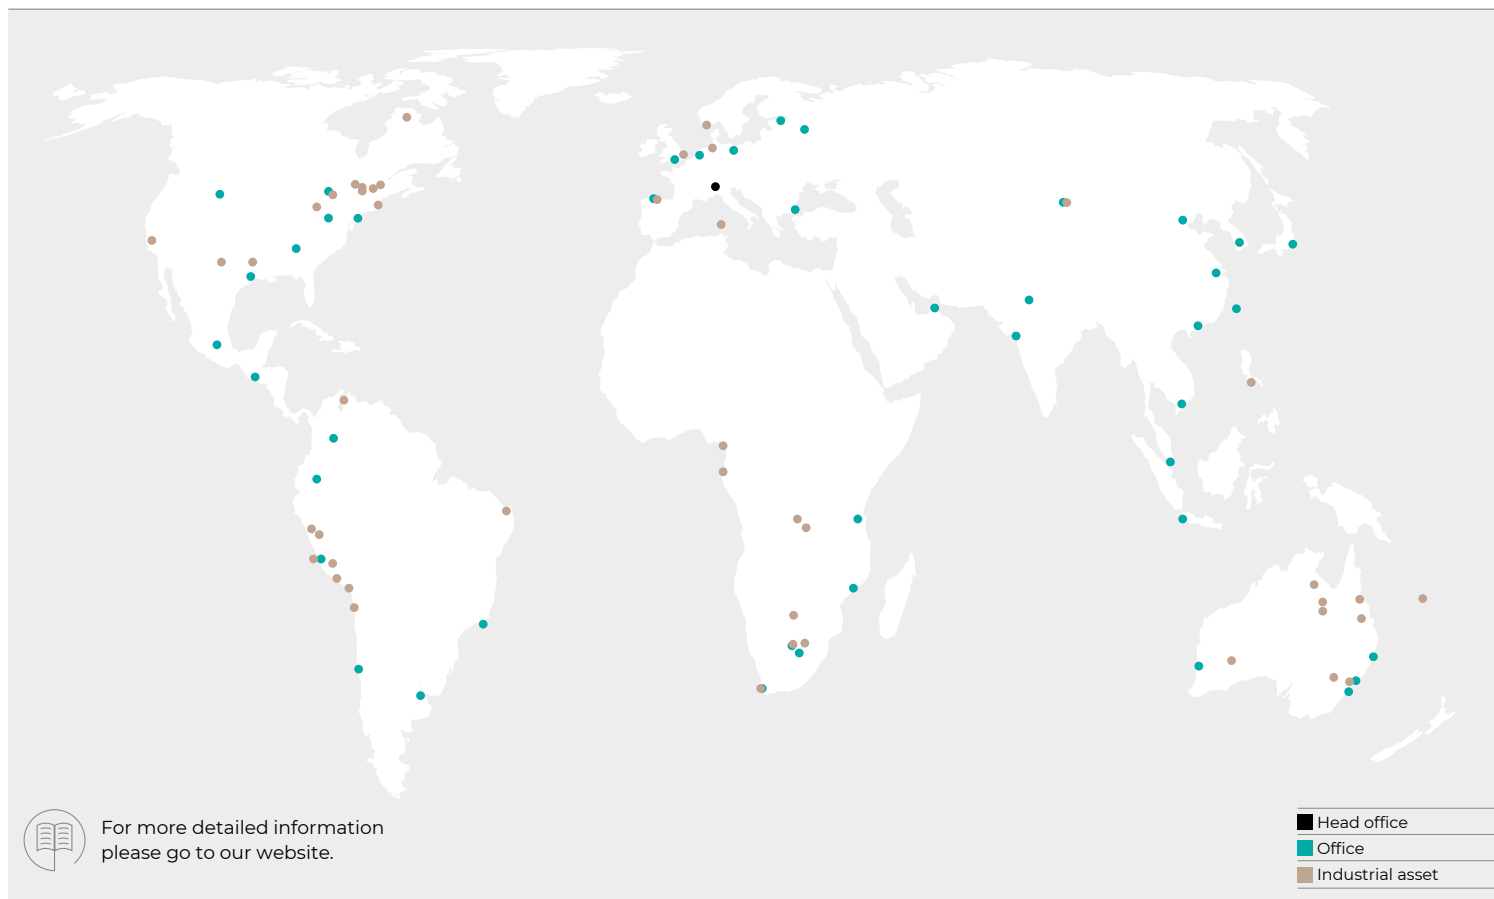 For more detailed information
please go to our website.
Head office
Office
Industrial asset